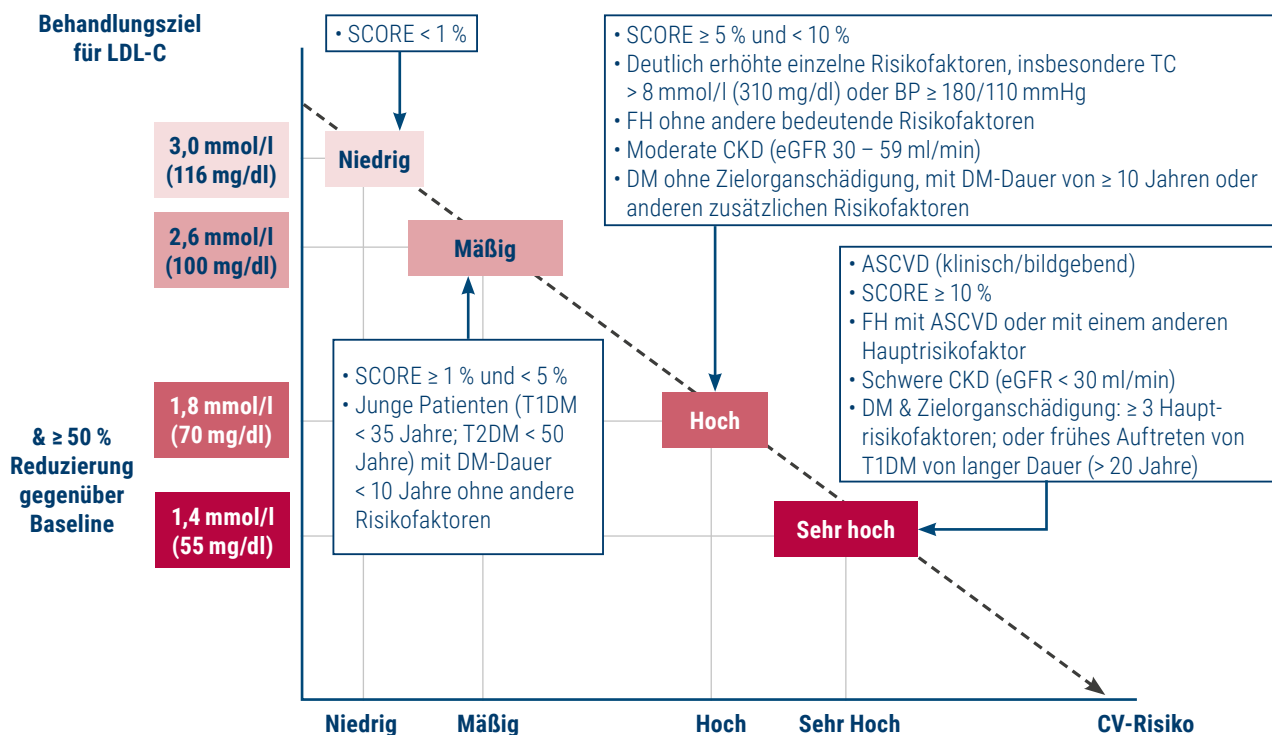 Behandlungsziel
für LDL-C
• SCORE < 1 %
• SCORE ≥ 5 % und < 10 %
• Deutlich erhöhte einzelne Risikofaktoren, insbesondere TC
> 8 mmol/l (310 mg/dl) oder BP ≥ 180/110 mmHg
• FH ohne andere bedeutende Risikofaktoren
• Moderate CKD (eGFR 30 – 59 ml/min)
• DM ohne Zielorganschädigung, mit DM-Dauer von ≥ 10 Jahren oder
anderen zusätzlichen Risikofaktoren
3,0 mmol/l
(116 mg/dl)
Niedrig
2,6 mmol/l
(100 mg/dl)
Mäßig
• ASCVD (klinisch/bildgebend)
• SCORE ≥ 10 %
• FH mit ASCVD oder mit einem anderen
Hauptrisikofaktor
• Schwere CKD (eGFR < 30 ml/min)
• DM & Zielorganschädigung: ≥ 3 Haupt-
risikofaktoren; oder frühes Auftreten von
T1DM von langer Dauer (> 20 Jahre)
• SCORE ≥ 1 % und < 5 %
• Junge Patienten (T1DM
< 35 Jahre; T2DM < 50
Jahre) mit DM-Dauer
< 10 Jahre ohne andere
Risikofaktoren
1,8 mmol/l
(70 mg/dl)
Hoch
& ≥ 50 %
Reduzierung
gegenüber
Baseline
1,4 mmol/l
(55 mg/dl)
Sehr hoch
Niedrig
Mäßig
Hoch
Sehr Hoch
CV-Risiko